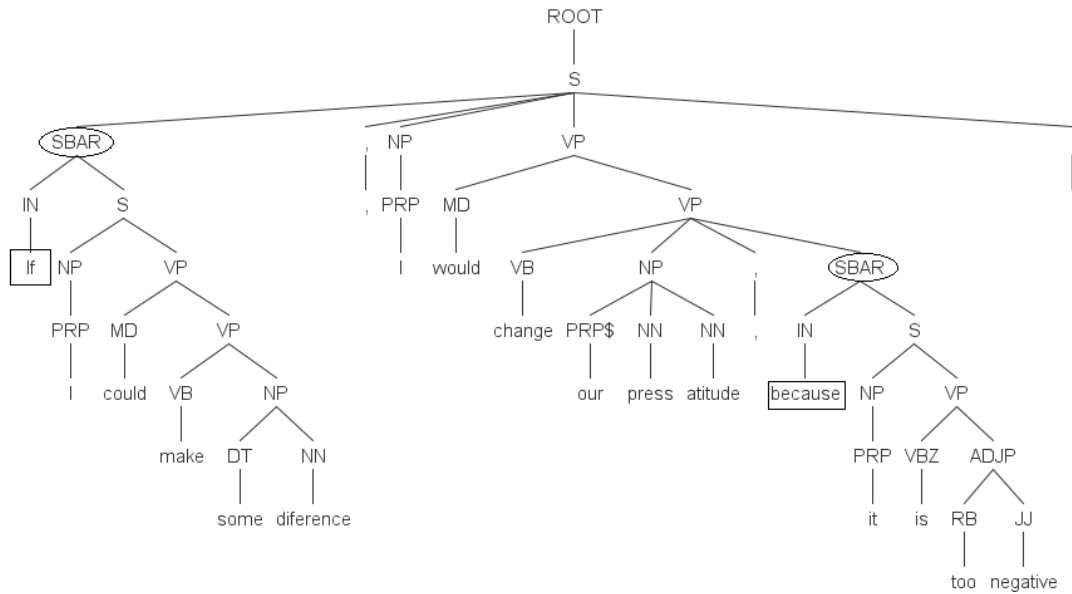 ROOT
S
SBAR , NP VP
IN S , PRP MD VP
If NP VP I would VB NP , SBAR
PRP MD VP change PRP$ NN NN , IN S
I could VB NP our press atitude because NP VP
make DT NN PRP VBZ ADJP
some diference it is RB JJ
too negative